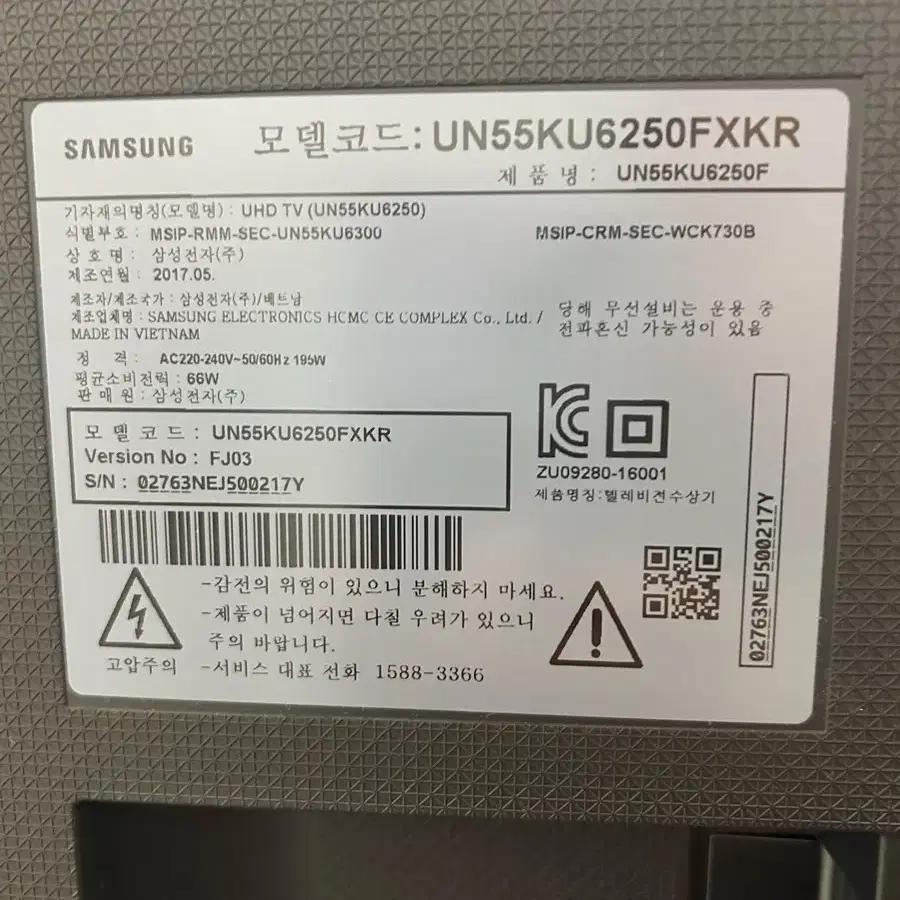 SAMSUNG 모델코드: UN55KU6250FXKR
제 품 명 : UN55KU6250F
기자재의명칭(모델명) : UHD TV (UN55KU6250)
식별부호 : MSIP-RMM-SEC-UN55KU6300 MSIP-CRM-SEC-WCK730B
상 호 명 : 삼성전자(주)
제조연월 : 2017.05.
제조자/제조국가 : 삼성전자(주)/베트남
제조업체명 : SAMSUNG ELECTRONICS HCMC CE COMPLEX Co., Ltd. /
MADE IN VIETNAM
당해 무선설비는 운용 중
전파혼신 가능성이 있음
정 격 : AC220-240V~50/60Hz 195W
평균소비전력 : 66W
판 매 원 : 삼성전자(주)
모 델 코 드 : UN55KU6250FXKR
Version No : FJ03
S/N : 02763NEJ500217Y
ZU09280-16001
제품명칭:텔레비전수상기
02763NEJ500217Y
-감전의 위험이 있으니 분해하지 마세요.
-제품이 넘어지면 다칠 우려가 있으니
주의 바랍니다.
고압주의 -서비스 대표 전화 1588-3366